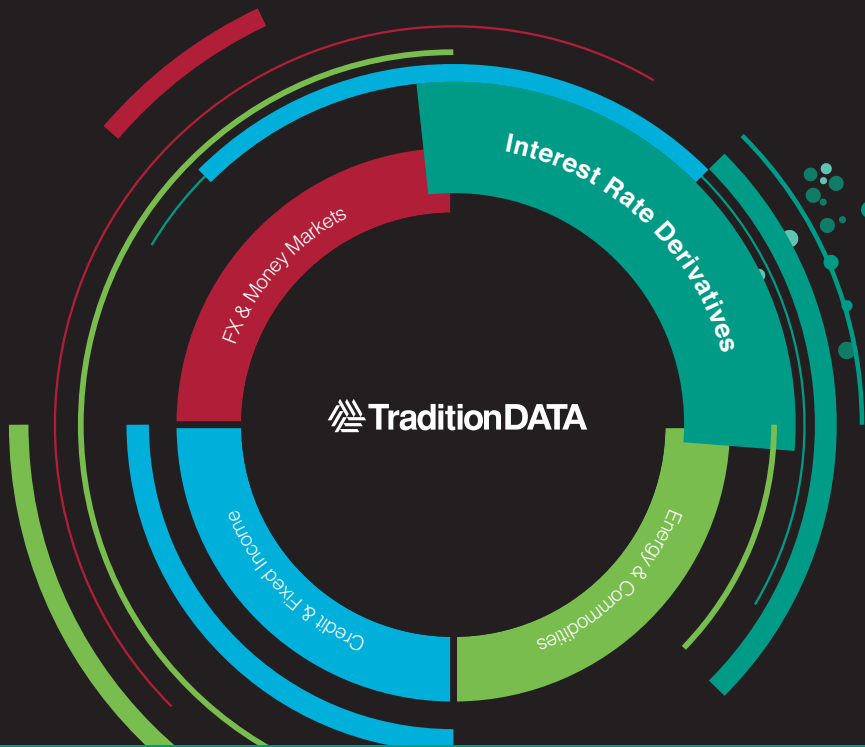 Interest Rate Derivatives
FX & Money Markets
TraditionDATA
Credit & Fixed Income
Energy & Commodities